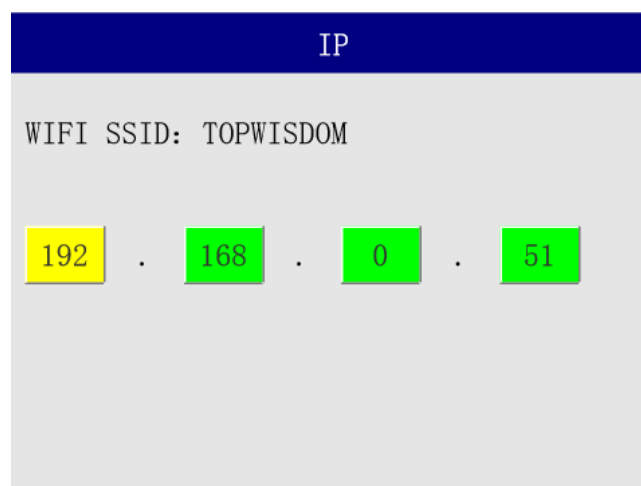 IP
WIFI SSID: TOPWISDOM
192 . 168 . 0 . 51